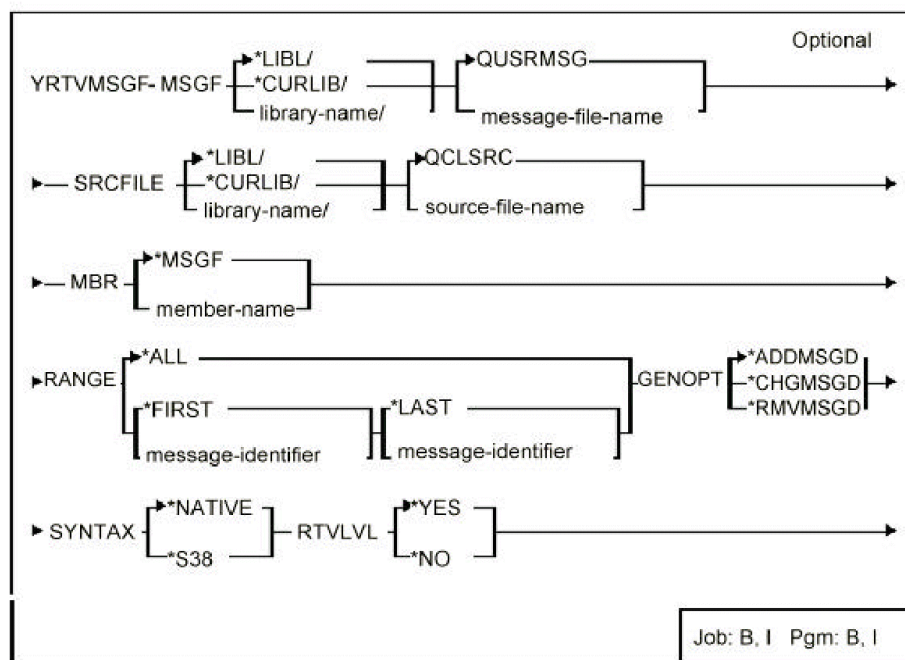 Optional
*LIBL/ QUSRMSG
YRTVMSGF- MSGF *CURLIB/
library-name/ message-file-name
*LIBL/ QCLSRC
SRCFILE *CURLIB/
library-name/ source-file-name
*MSGF
MBR
member-name
*ALL *ADDMSGD
RANGE GENOPT *CHGMSGD
*FIRST *LAST *RMVMSGD
message-identifier message-identifier
*NATIVE *YES
SYNTAX RTVLVL
*S38 *NO
Job: B, I Pgm: B, I